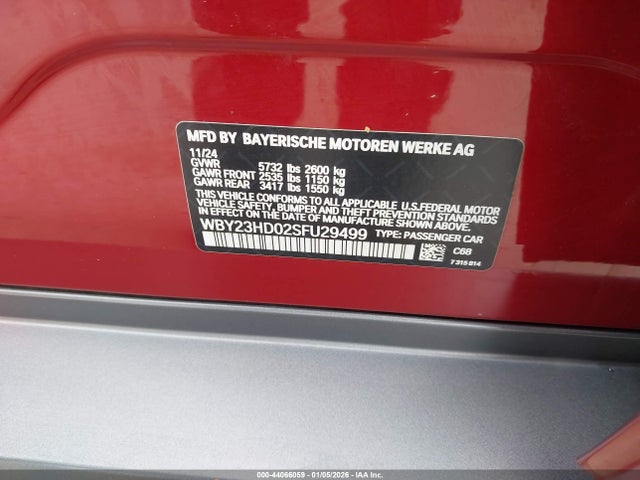 MFD BY BAYERISCHE MOTOREN WERKE AG
11/24
GVWR 5732 lbs 2600 kg
GAWR FRONT 2535 lbs 1150 kg
GAWR REAR 3417 lbs 1550 kg
THIS VEHICLE CONFORMS TO ALL APPLICABLE U.S.FEDERAL MOTOR
VEHICLE SAFETY, BUMPER AND THEFT PREVENTION STANDARDS
IN EFFECT ON THE DATE OF MANUFACTURE SHOWN ABOVE.
WBY23HD02SFU29499 TYPE: PASSENGER CAR
C68
7 315 814
000-44066059 - 01/05/2026 - IAA Inc.